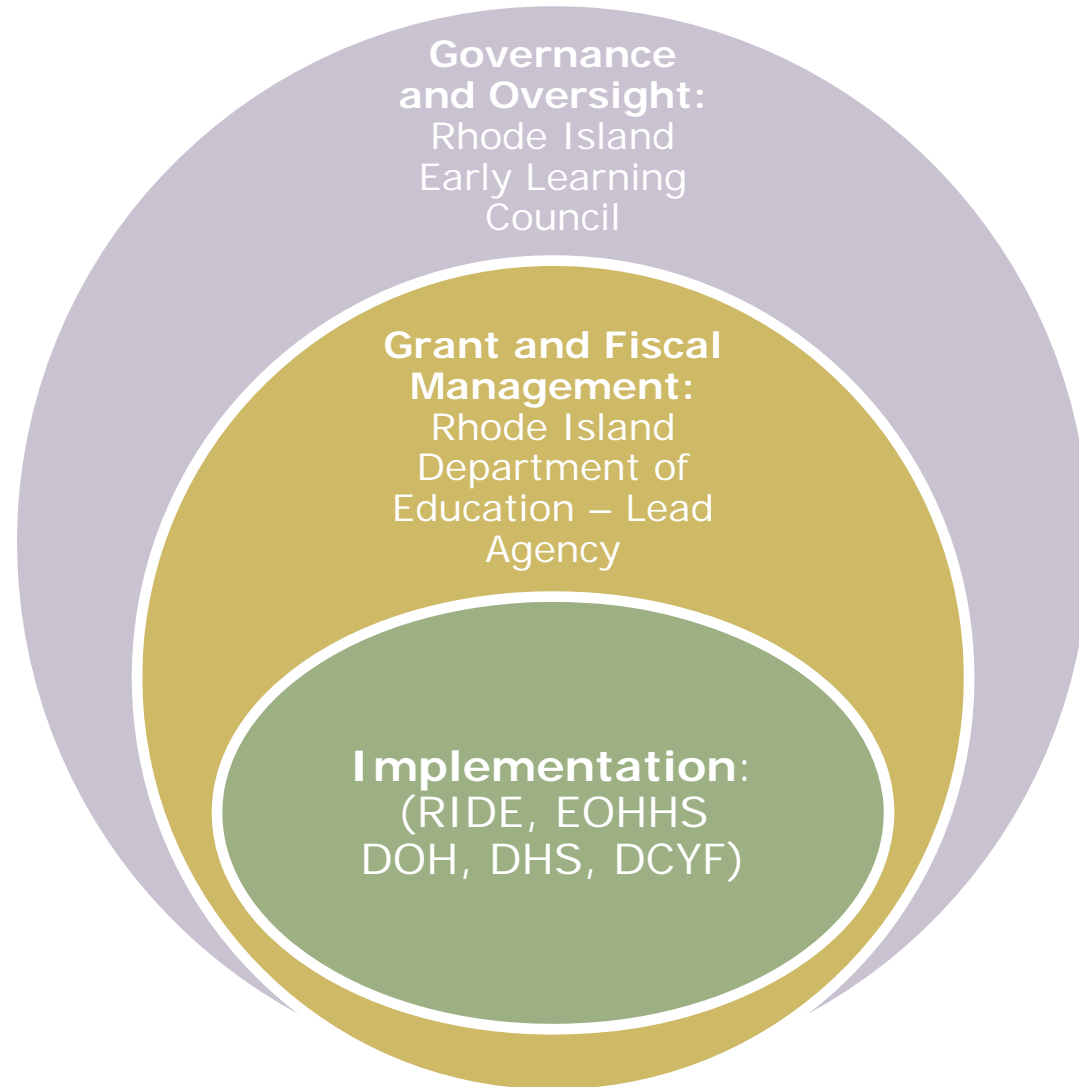 Governance
and Oversight:
Rhode Island
Early Learning
Council
Grant and Fiscal
Management:
Rhode Island
Department of
Education – Lead
Agency
Implementation:
(RIDE, EOHHS
DOH, DHS, DCYF)